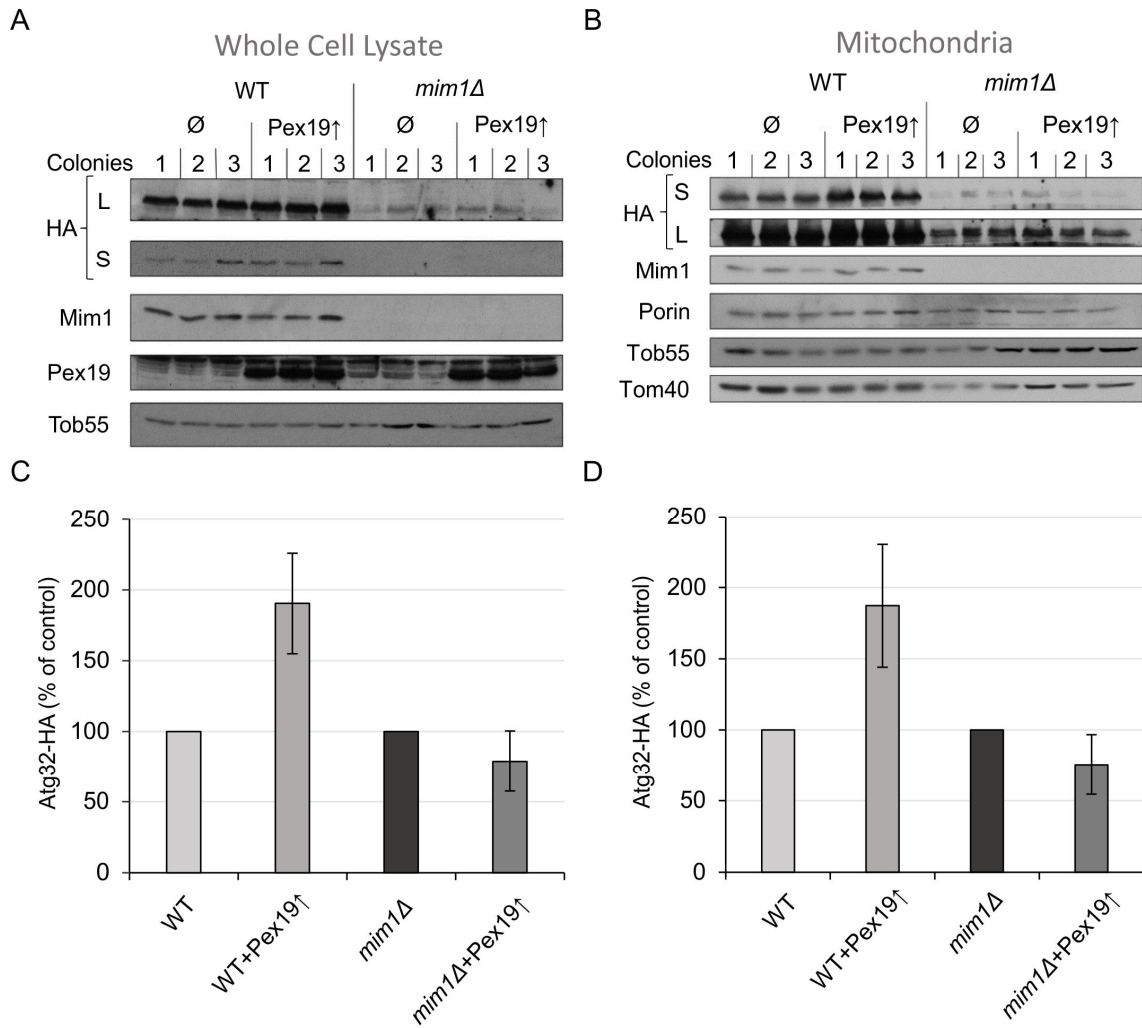 A
Whole Cell Lysate
WT mim1Δ
Ø Pex19↑ Ø Pex19↑
Colonies 1 2 3 1 2 3 1 2 3 1 2 3
HA L
S
Mim1
Pex19
Tob55
B
Mitochondria
WT mim1Δ
Ø Pex19↑ Ø Pex19↑
Colonies 1 2 3 1 2 3 1 2 3 1 2 3
HA S
L
Mim1
Porin
Tob55
Tom40
C
Atg32-HA (% of control)
250
200
150
100
50
0
WT WT+Pex19↑ mim1Δ mim1Δ+Pex19↑
D
Atg32-HA (% of control)
250
200
150
100
50
0
WT WT+Pex19↑ mim1Δ mim1Δ+Pex19↑